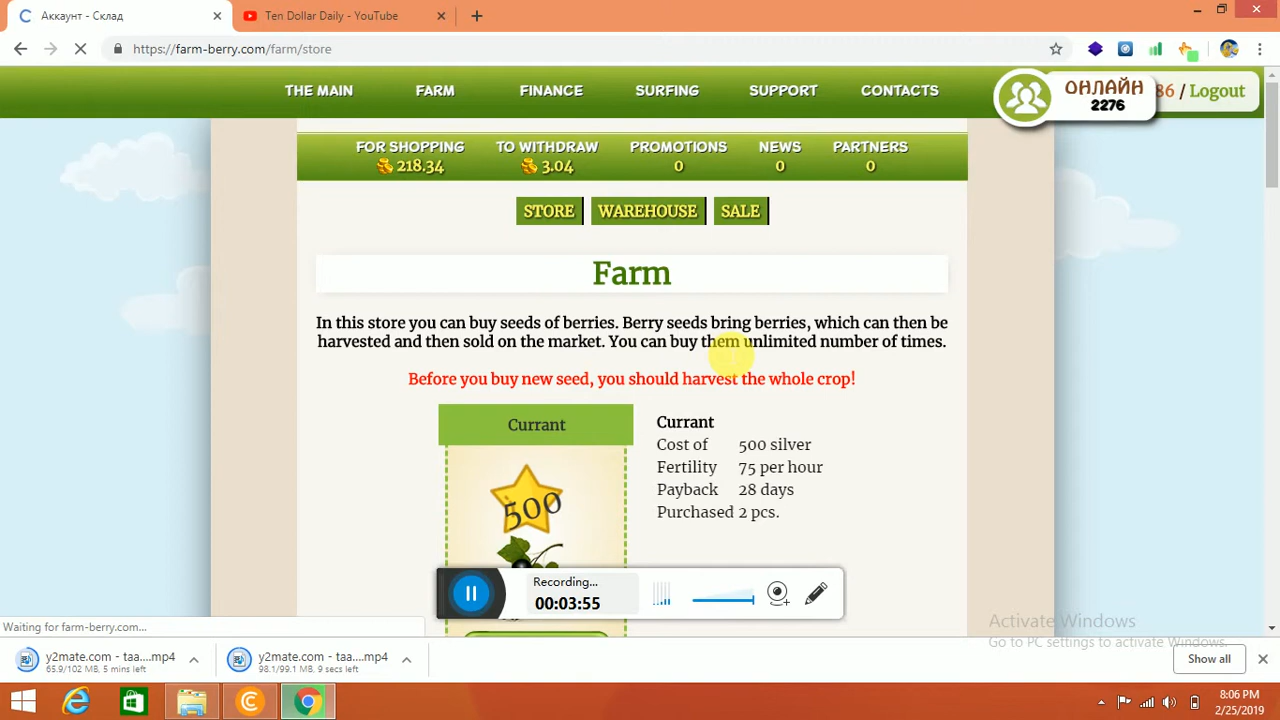 Аккаунт - Склад
Ten Dollar Daily - YouTube
https://farm-berry.com/farm/store
THE MAIN FARM FINANCE SURFING SUPPORT CONTACTS
ОНЛАЙН
2276
86 / Logout
FOR SHOPPING TO WITHDRAW PROMOTIONS NEWS PARTNERS
218.34 3.04 0 0 0
STORE WAREHOUSE SALE
Farm
In this store you can buy seeds of berries. Berry seeds bring berries, which can then be
harvested and then sold on the market. You can buy them unlimited number of times.
Before you buy new seed, you should harvest the whole crop!
Currant
500
Currant
Cost of 500 silver
Fertility 75 per hour
Payback 28 days
Purchased 2 pcs.
Recording...
00:03:55
Activate Windows
Go to PC settings to activate Windows.
Waiting for farm-berry.com...
y2mate.com - taa....mp4
65.9/102 MB, 5 mins left
y2mate.com - taa....mp4
98.1/99.1 MB, 9 secs left
Show all
8:06 PM
2/25/2019